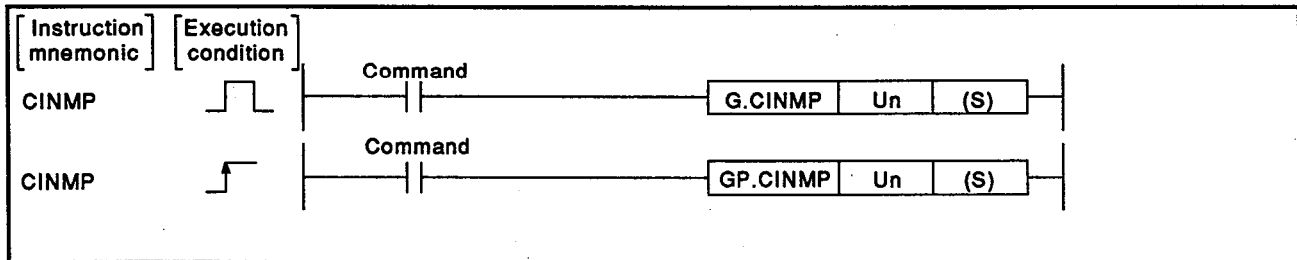 [Instruction mnemonic] [Execution condition]
Command
CINMP G.CINMP Un (S)
Command
CINMP GP.CINMP Un (S)